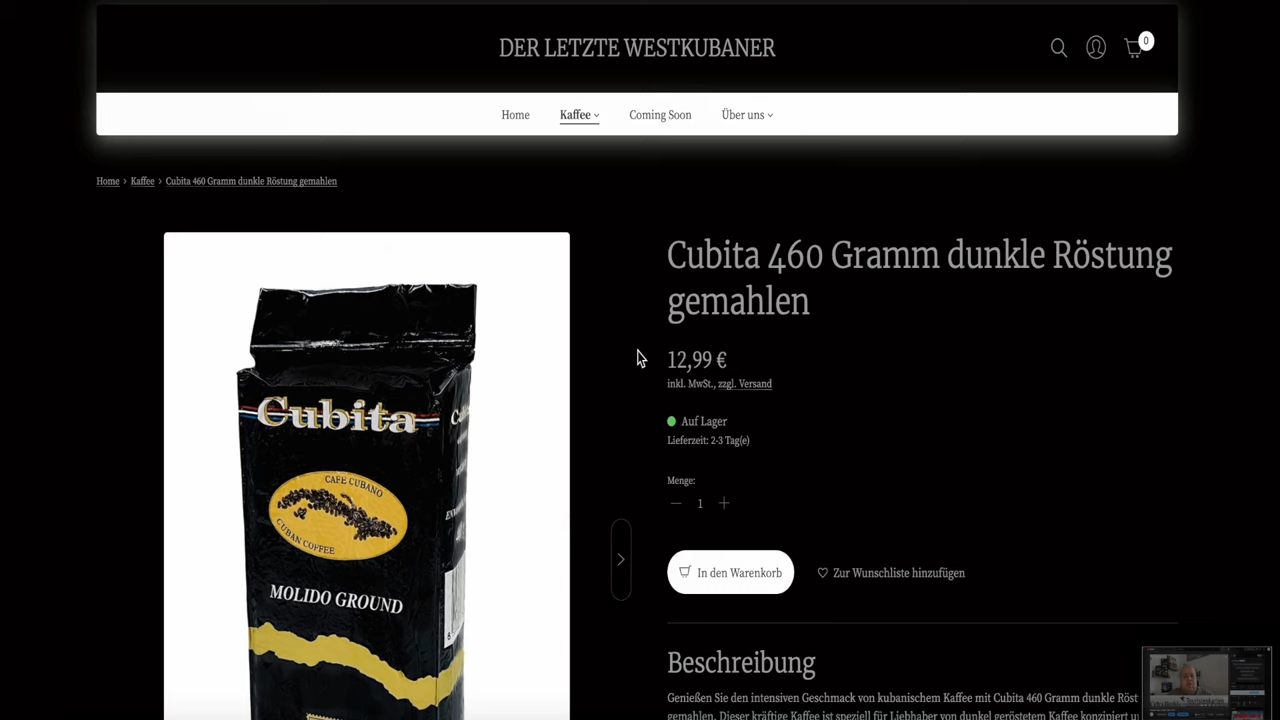 DER LETZTE WESTKUBANER
0
Home
Kaffee
Coming Soon
Über uns
Home › Kaffee › Cubita 460 Gramm dunkle Röstung gemahlen
Cubita 460 Gramm dunkle Röstung
gemahlen
12,99 €
inkl. MwSt., zzgl. Versand
Auf Lager
Lieferzeit: 2-3 Tag(e)
Menge:
1
In den Warenkorb
Zur Wunschliste hinzufügen
Beschreibung
Genießen Sie den intensiven Geschmack von kubanischem Kaffee mit Cubita 460 Gramm dunkle Röst
gemahlen. Dieser kräftige Kaffee ist speziell für Liebhaber von dunkel geröstetem Kaffee konzipiert
Cubita
CAFE CUBANO
CUBAN COFFEE
MOLIDO GROUND